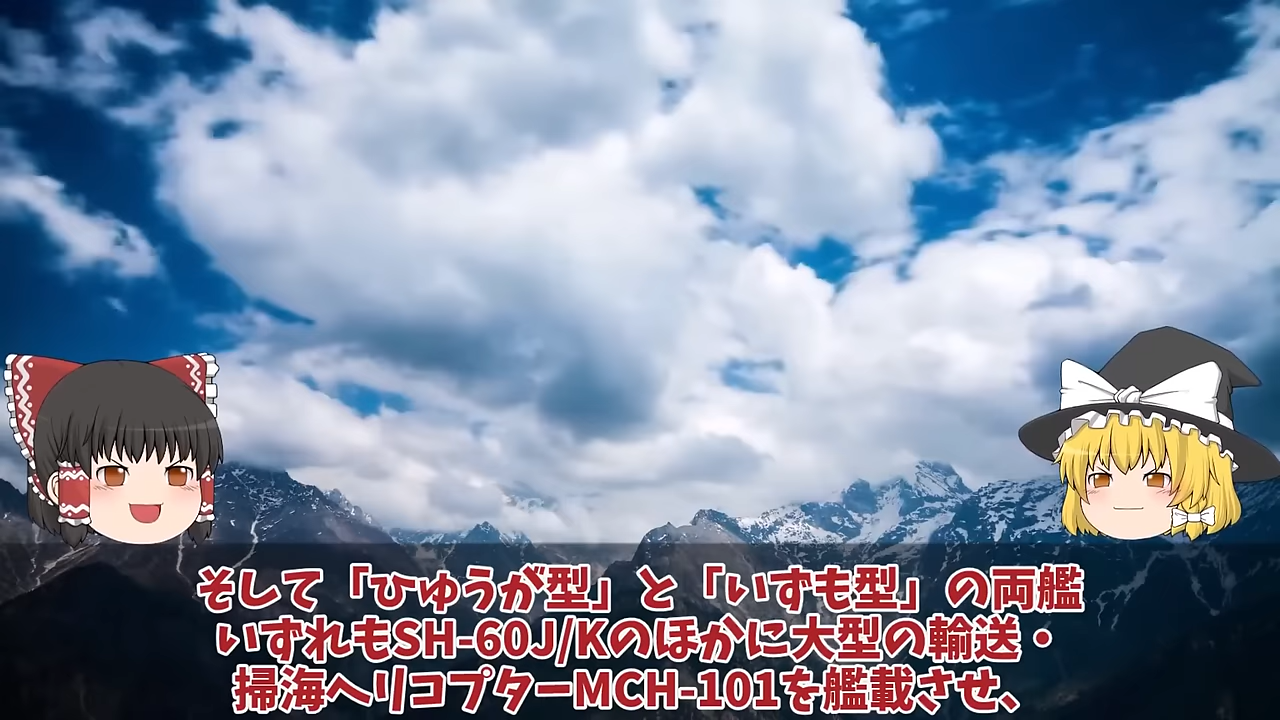 そして「ひゅうが型」と「いずも型」の両艦
いずれもSH-60J/Kのほかに大型の輸送・
掃海ヘリコプターMCH-101を艦載させ、